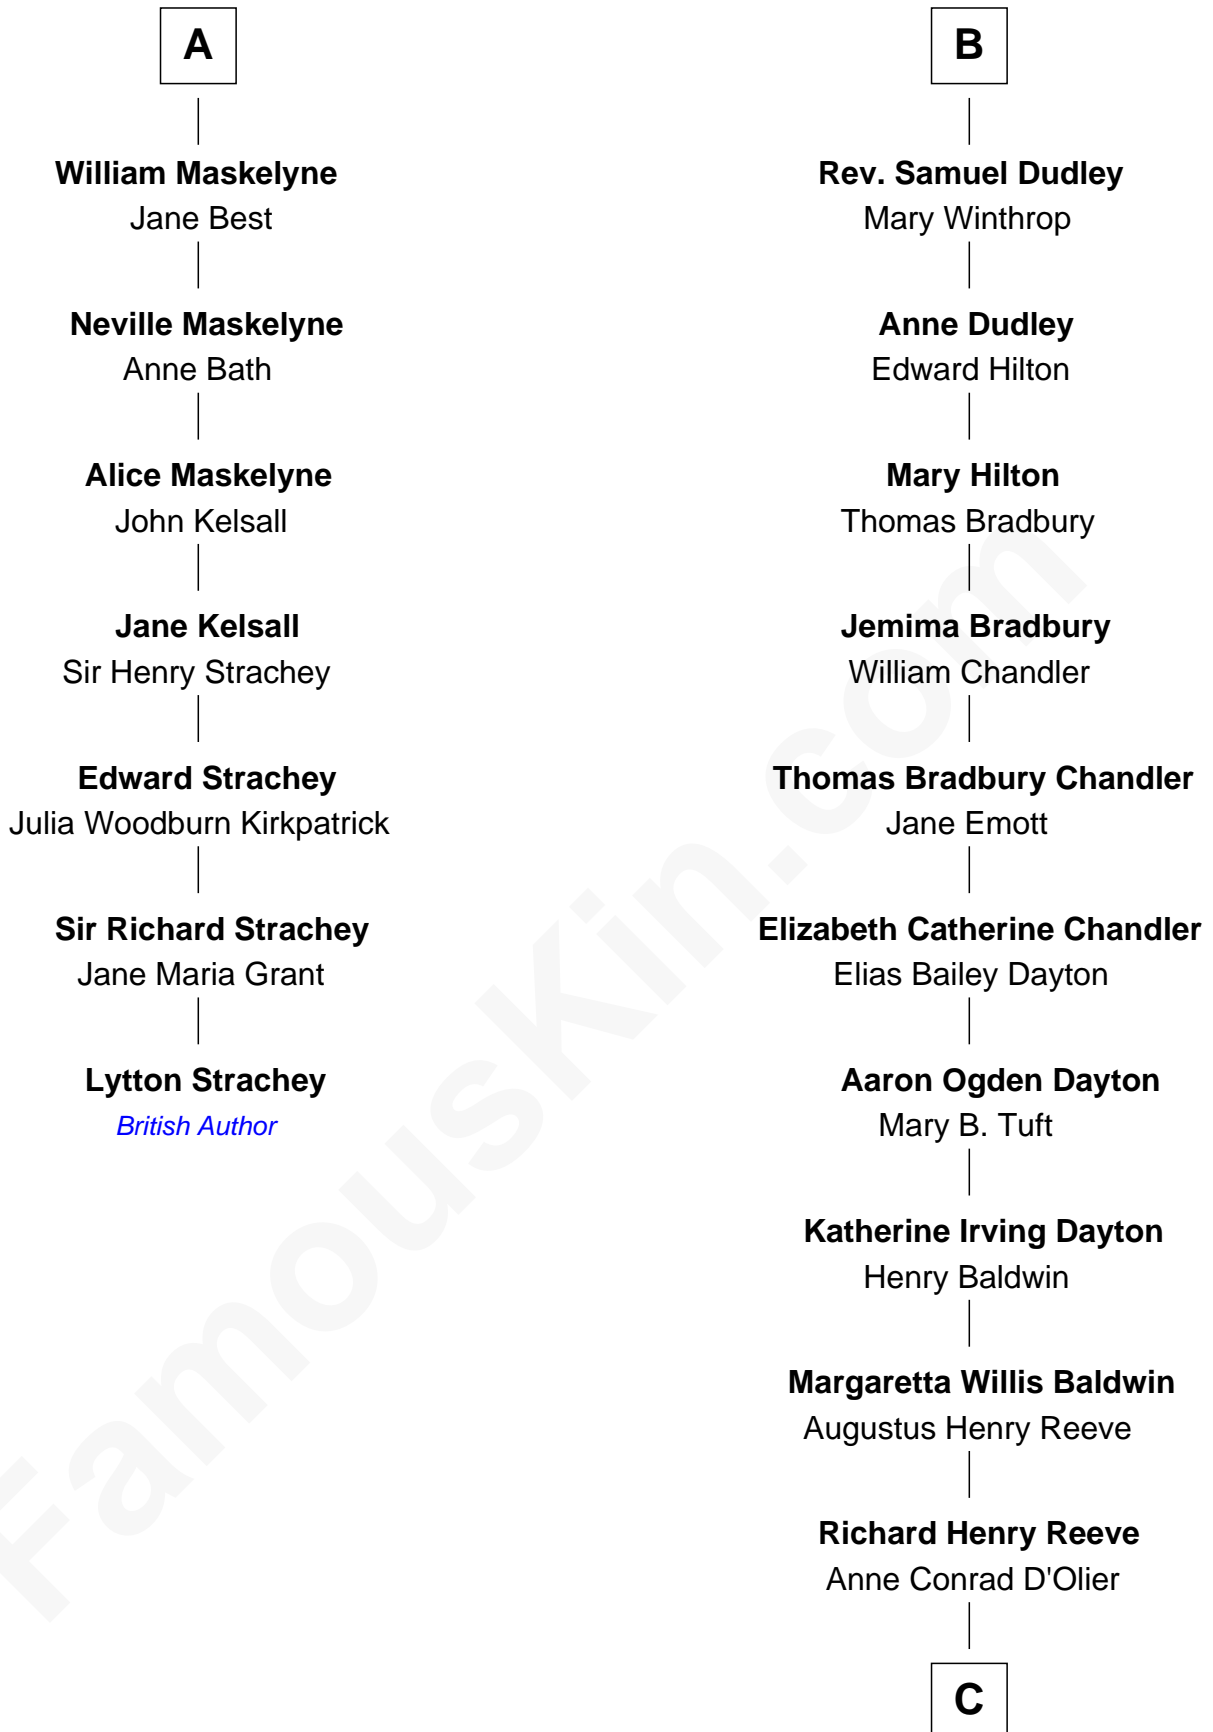 A
William Maskelyne
Jane Best
Neville Maskelyne
Anne Bath
Alice Maskelyne
John Kelsall
Jane Kelsall
Sir Henry Strachey
Edward Strachey
Julia Woodburn Kirkpatrick
Sir Richard Strachey
Jane Maria Grant
Lytton Strachey
British Author
B
Rev. Samuel Dudley
Mary Winthrop
Anne Dudley
Edward Hilton
Mary Hilton
Thomas Bradbury
Jemima Bradbury
William Chandler
Thomas Bradbury Chandler
Jane Emott
Elizabeth Catherine Chandler
Elias Bailey Dayton
Aaron Ogden Dayton
Mary B. Tuft
Katherine Irving Dayton
Henry Baldwin
Margaretta Willis Baldwin
Augustus Henry Reeve
Richard Henry Reeve
Anne Conrad D'Olier
C
FamousKin.com